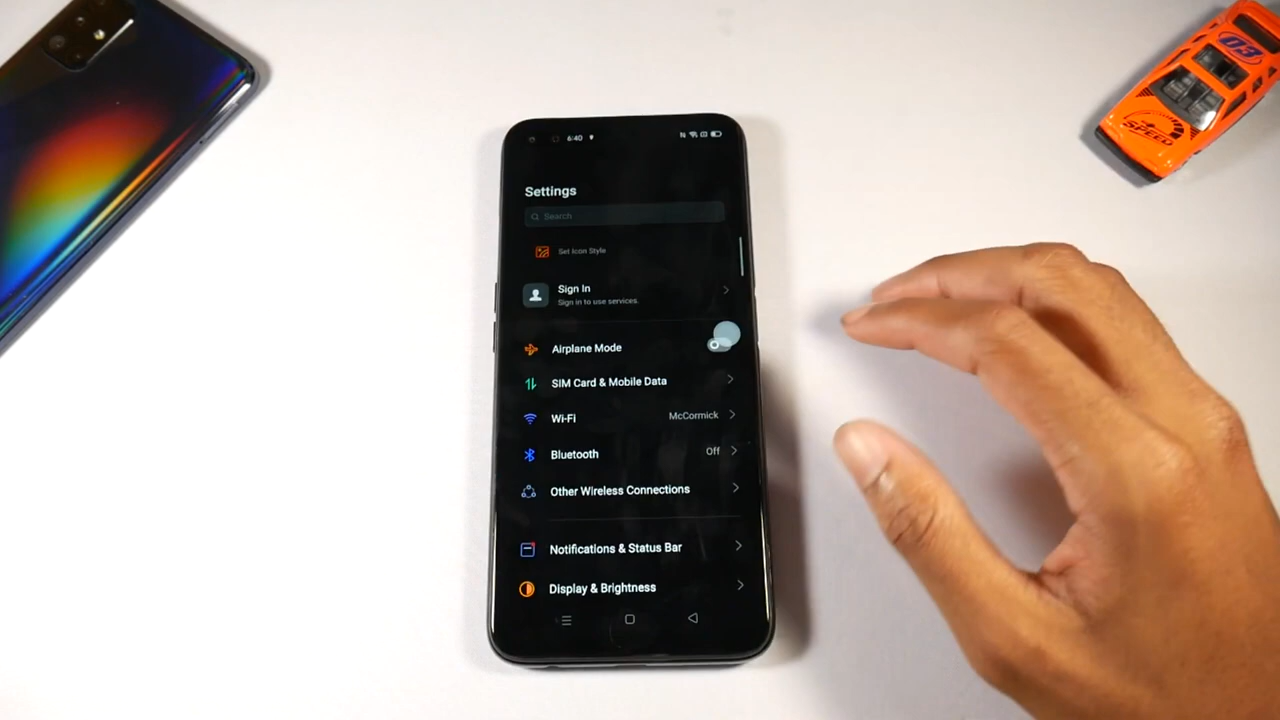 6:40
Settings
Search
Set Icon Style
Sign In
Sign in to use services.
Airplane Mode
SIM Card & Mobile Data
Wi-Fi McCormick
Bluetooth Off
Other Wireless Connections
Notifications & Status Bar
Display & Brightness
03
SPEED